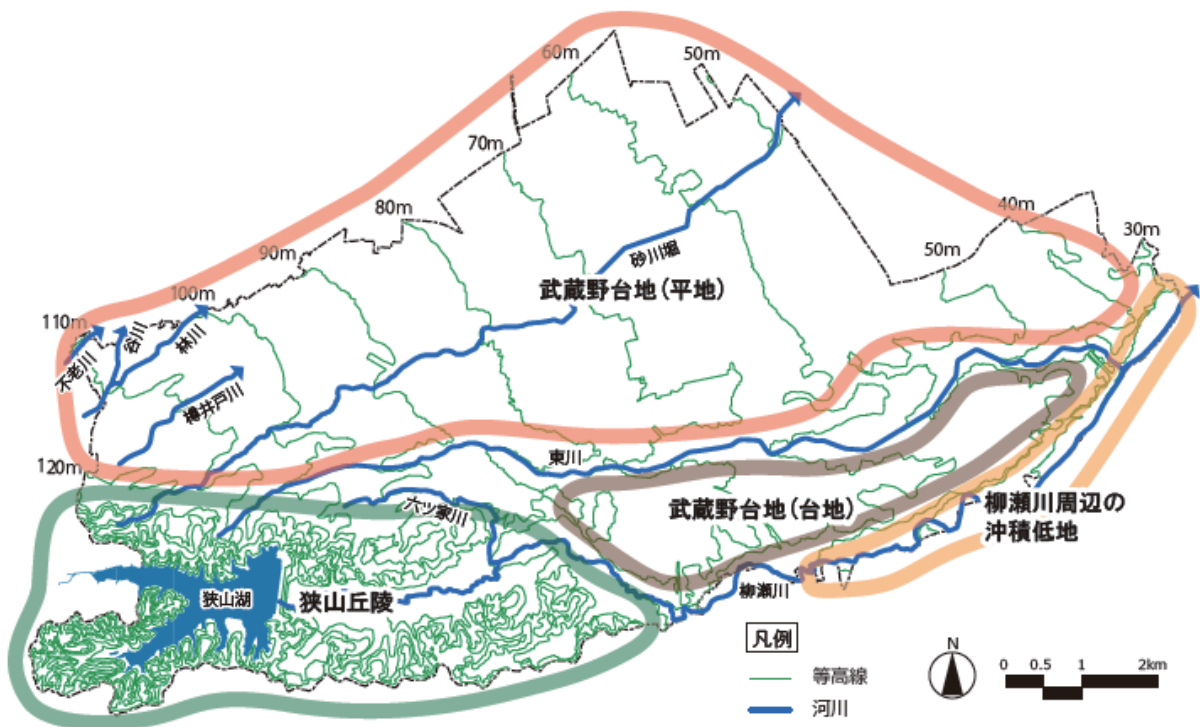 60m
50m
70m
80m
40m
30m
90m
50m
砂川堀
武蔵野台地(平地)
100m
110m
不老川
谷川
林川
樽井戸川
120m
東川
六ッ家川
武蔵野台地(台地)
柳瀬川周辺の
沖積低地
狭山湖
狭山丘陵
柳瀬川
凡例
等高線
河川
N
0 0.5 1 2km